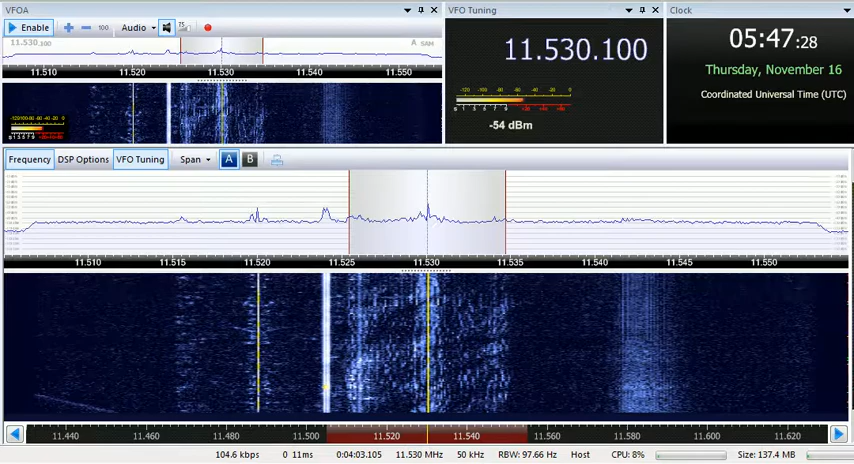 VFOA
VFO Tuning
Clock
Enable
100
Audio
75
11.530.100
A SAM
11.510 11.520 11.530 11.540 11.550
11.530.100
-54 dBm
05:47:28
Thursday, November 16
Coordinated Universal Time (UTC)
Frequency DSP Options VFO Tuning Span A B
11.510 11.515 11.520 11.525 11.530 11.535 11.540 11.545 11.550
11.440 11.460 11.480 11.500 11.520 11.540 11.560 11.580 11.600 11.620
104.6 kbps 0 11ms 0:04:03.105 11.530 MHz 50 kHz RBW: 97.66 Hz Host CPU: 8% Size: 137.4 MB